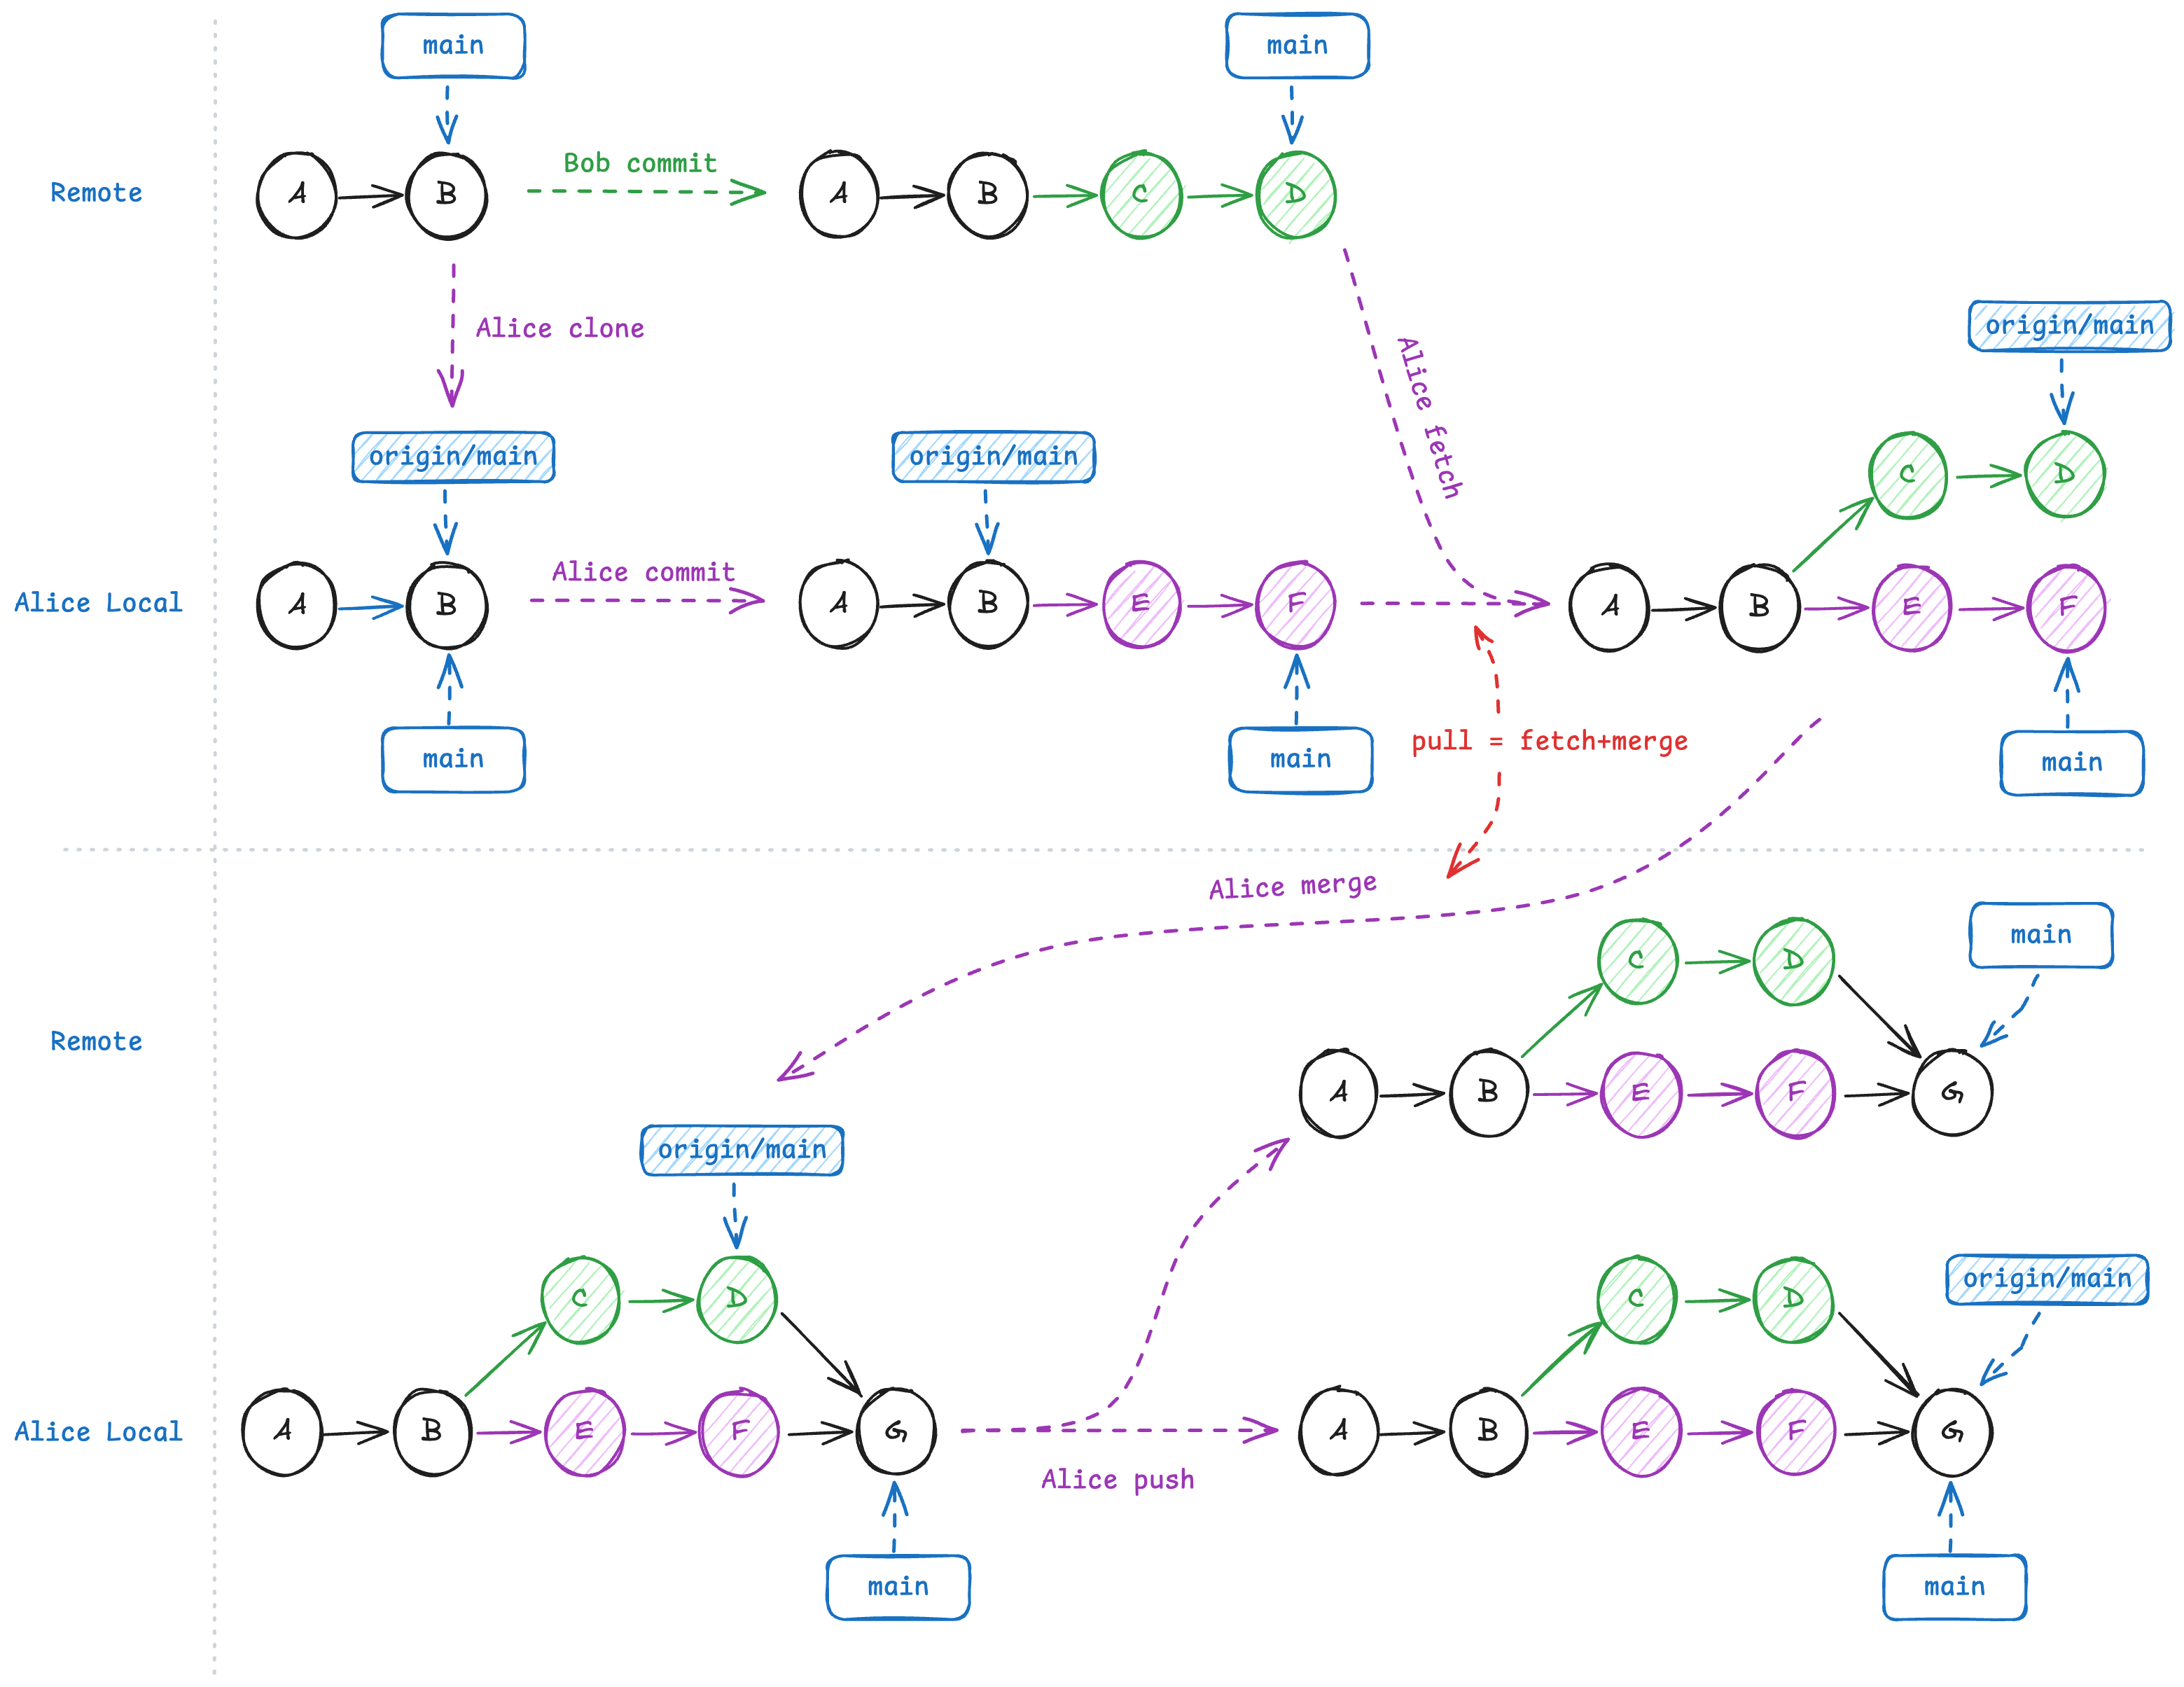 main
main
Remote
A
B
Bob commit
A
B
C
D
Alice clone
Alice fetch
origin/main
origin/main
origin/main
C
D
Alice Local
A
B
Alice commit
A
B
E
F
A
B
E
F
main
main
pull = fetch+merge
main
Alice merge
main
C
D
Remote
A
B
E
F
G
origin/main
origin/main
C
D
C
D
Alice Local
A
B
E
F
G
A
B
E
F
G
Alice push
main
main